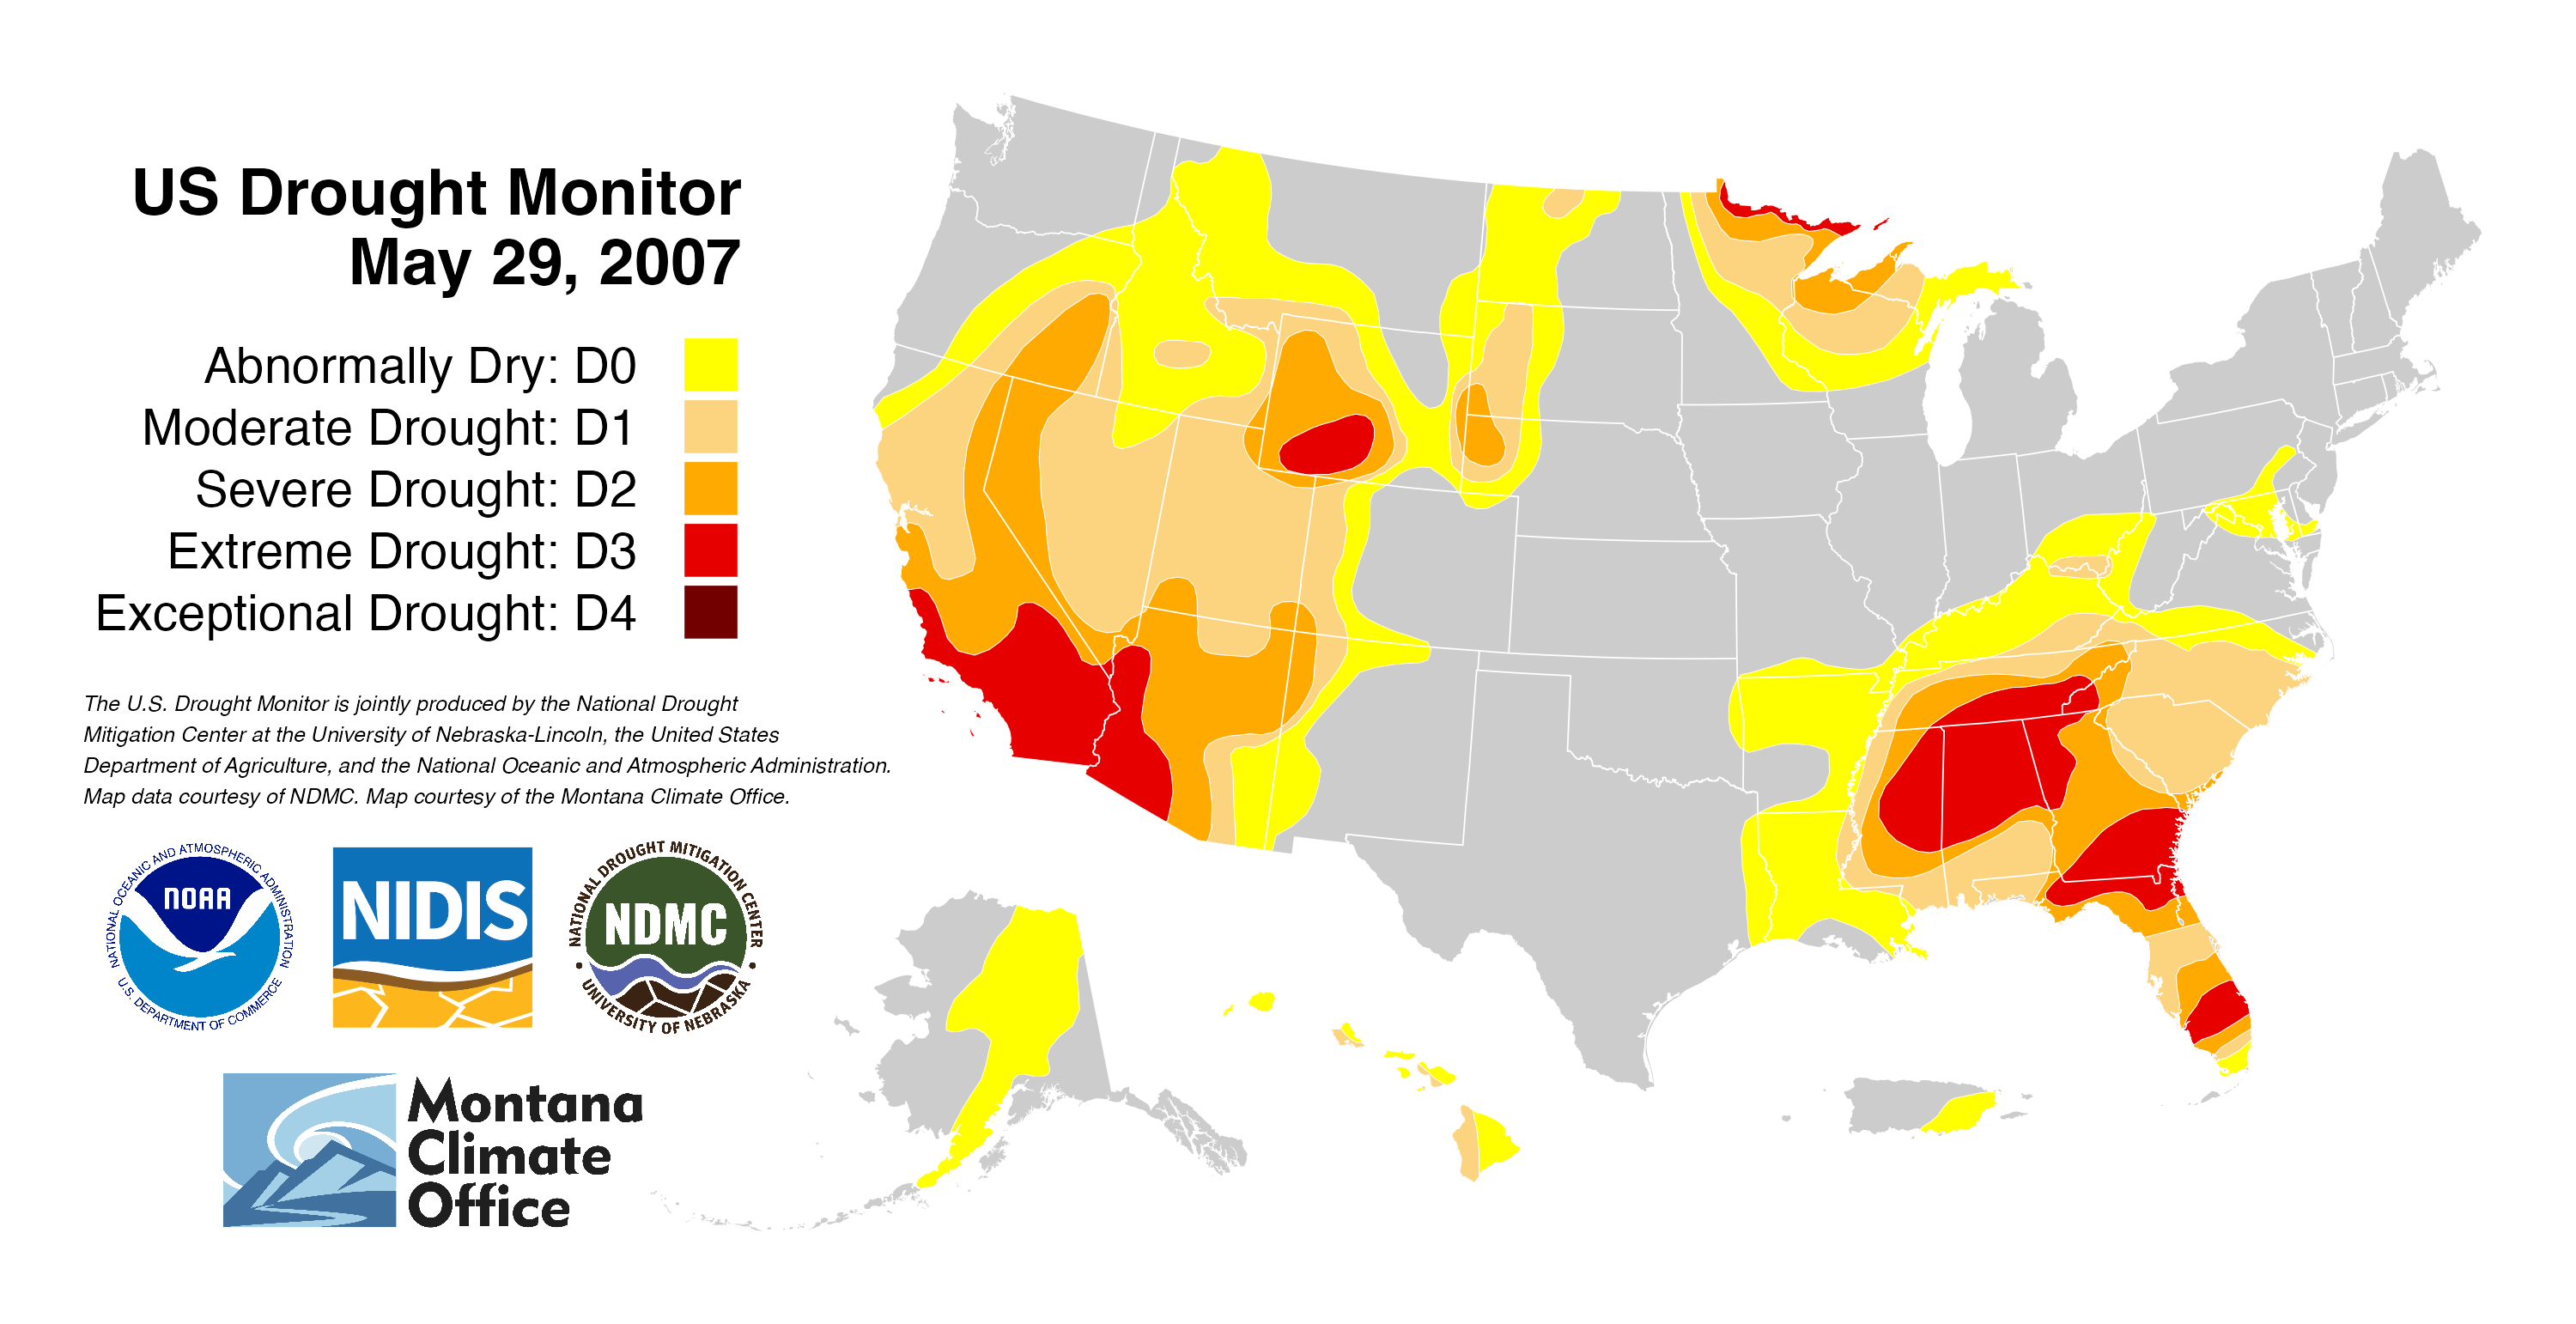 US Drought Monitor
May 29, 2007
Abnormally Dry: D0
Moderate Drought: D1
Severe Drought: D2
Extreme Drought: D3
Exceptional Drought: D4
The U.S. Drought Monitor is jointly produced by the National Drought
Mitigation Center at the University of Nebraska-Lincoln, the United States
Department of Agriculture, and the National Oceanic and Atmospheric Administration.
Map data courtesy of NDMC. Map courtesy of the Montana Climate Office.
NATIONAL OCEANIC AND ATMOSPHERIC ADMINISTRATION
NOAA
U.S. DEPARTMENT OF COMMERCE
NIDIS
NATIONAL DROUGHT MITIGATION CENTER
NDMC
• UNIVERSITY OF NEBRASKA •
Montana
Climate
Office